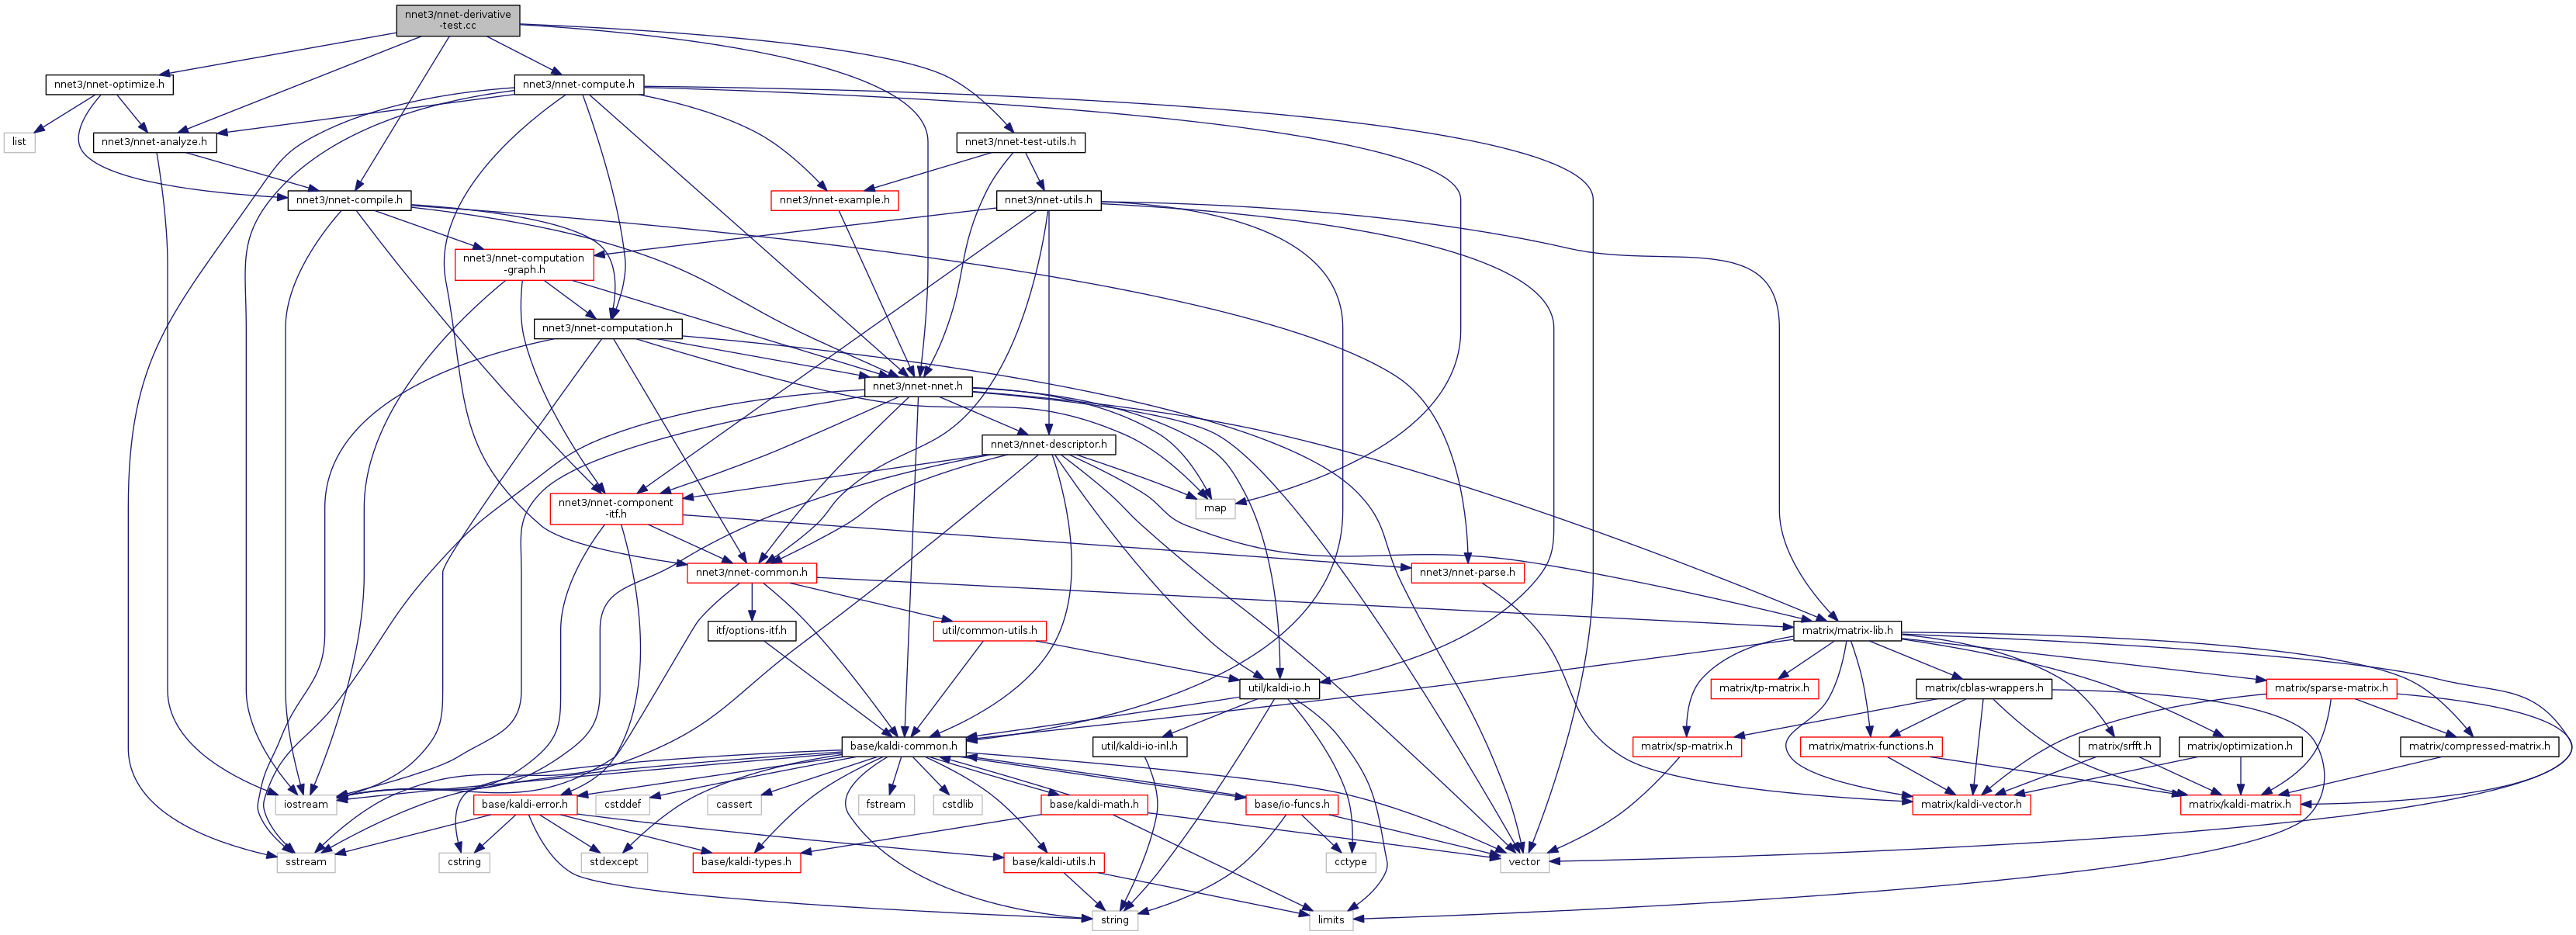 nnet3/nnet-derivative
-test.cc
nnet3/nnet-optimize.h
nnet3/nnet-compute.h
list
nnet3/nnet-analyze.h
nnet3/nnet-test-utils.h
nnet3/nnet-compile.h
nnet3/nnet-example.h
nnet3/nnet-utils.h
nnet3/nnet-computation
-graph.h
nnet3/nnet-computation.h
nnet3/nnet-nnet.h
nnet3/nnet-descriptor.h
nnet3/nnet-component
-itf.h
map
nnet3/nnet-common.h
nnet3/nnet-parse.h
itf/options-itf.h
util/common-utils.h
matrix/matrix-lib.h
util/kaldi-io.h
matrix/tp-matrix.h
matrix/cblas-wrappers.h
matrix/sparse-matrix.h
base/kaldi-common.h
util/kaldi-io-inl.h
matrix/sp-matrix.h
matrix/matrix-functions.h
matrix/srfft.h
matrix/optimization.h
matrix/compressed-matrix.h
iostream
base/kaldi-error.h
cstddef
cassert
fstream
cstdlib
base/kaldi-math.h
base/io-funcs.h
matrix/kaldi-vector.h
matrix/kaldi-matrix.h
sstream
cstring
stdexcept
base/kaldi-types.h
base/kaldi-utils.h
cctype
vector
string
limits